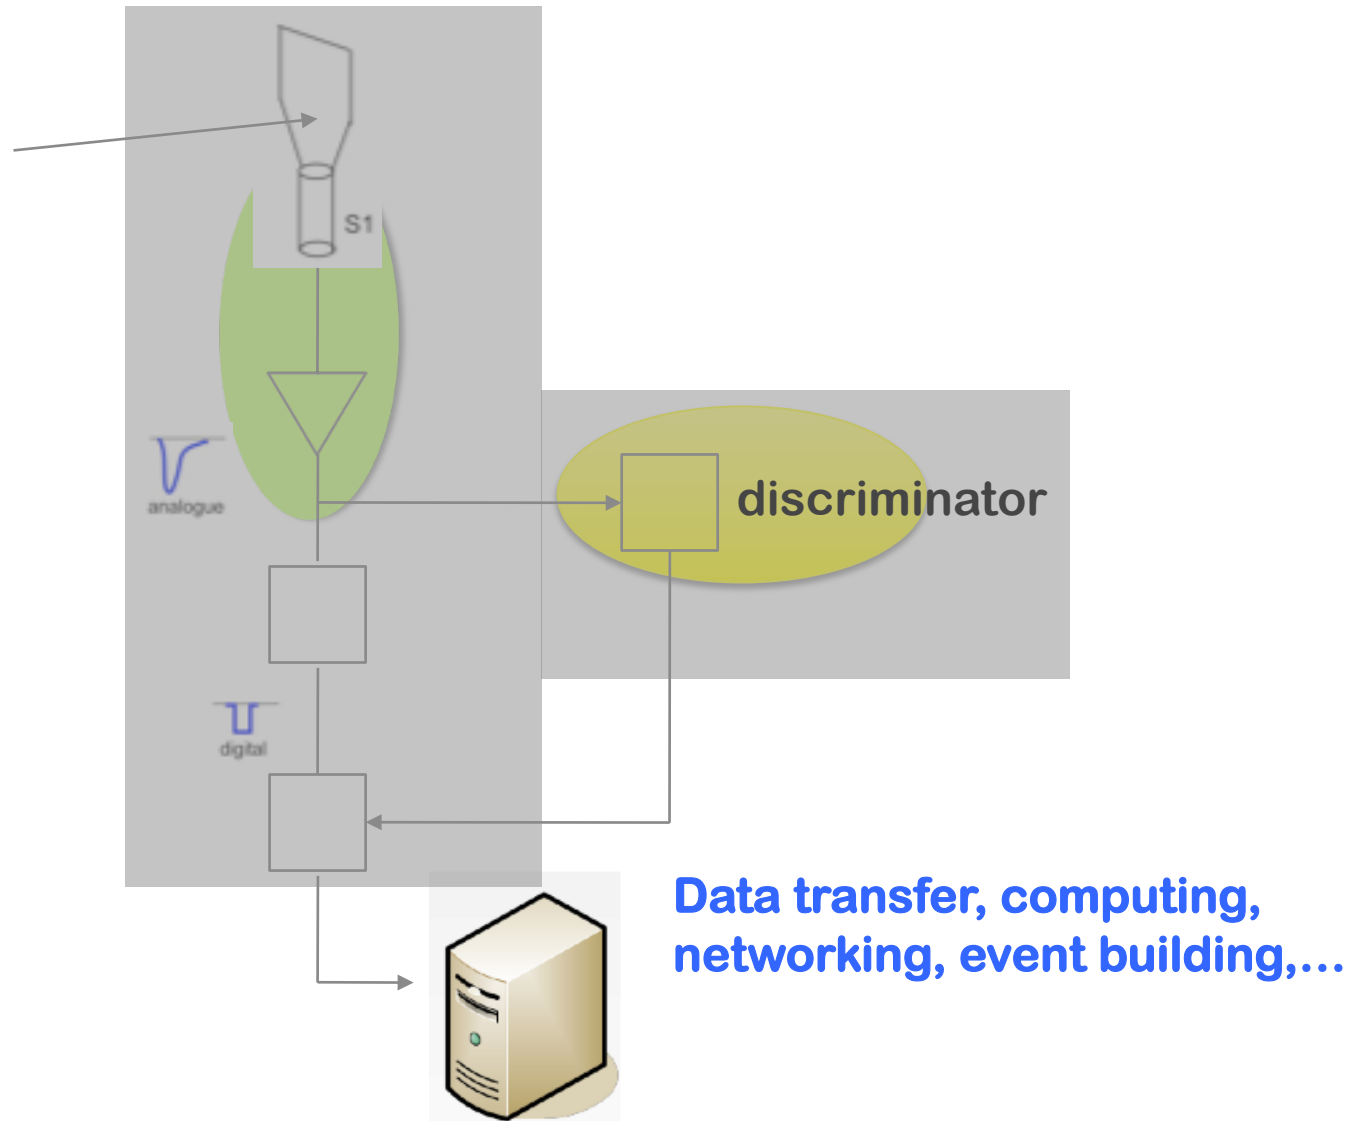 S1
analogue
discriminator
digital
Data transfer, computing,
networking, event building,...